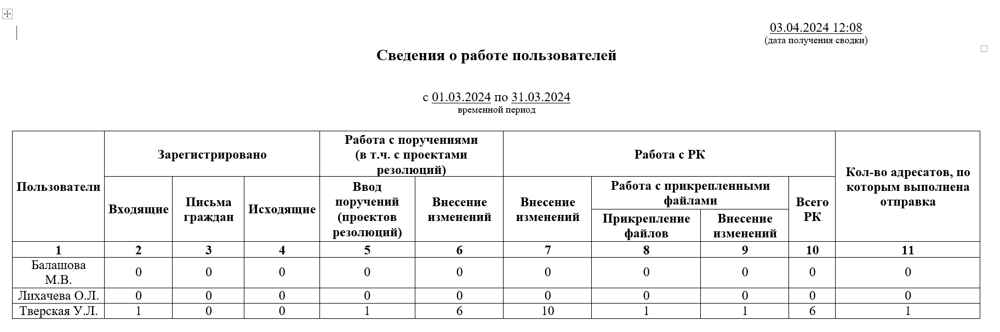 03.04.2024 12:08
(дата получения сводки)
Сведения о работе пользователей
с 01.03.2024 по 31.03.2024
временной период
Пользователи
Зарегистрировано
Работа с поручениями
(в т.ч. с проектами
резолюций)
Работа с РК
Кол-во адресатов, по
которым выполнена
отправка
Входящие
Письма
граждан
Исходящие
Ввод
поручений
(проектов
резолюций)
Внесение
изменений
Внесение
изменений
Работа с прикрепленными
файлами
Всего
РК
Прикрепление
файлов
Внесение
изменений
1 2 3 4 5 6 7 8 9 10 11
Балашова
М.В.
0 0 0 0 0 0 0 0 0 0
Лихачева О.Л. 0 0 0 0 0 0 0 0 0 0
Тверская У.Л. 1 0 0 1 6 10 1 1 6 1